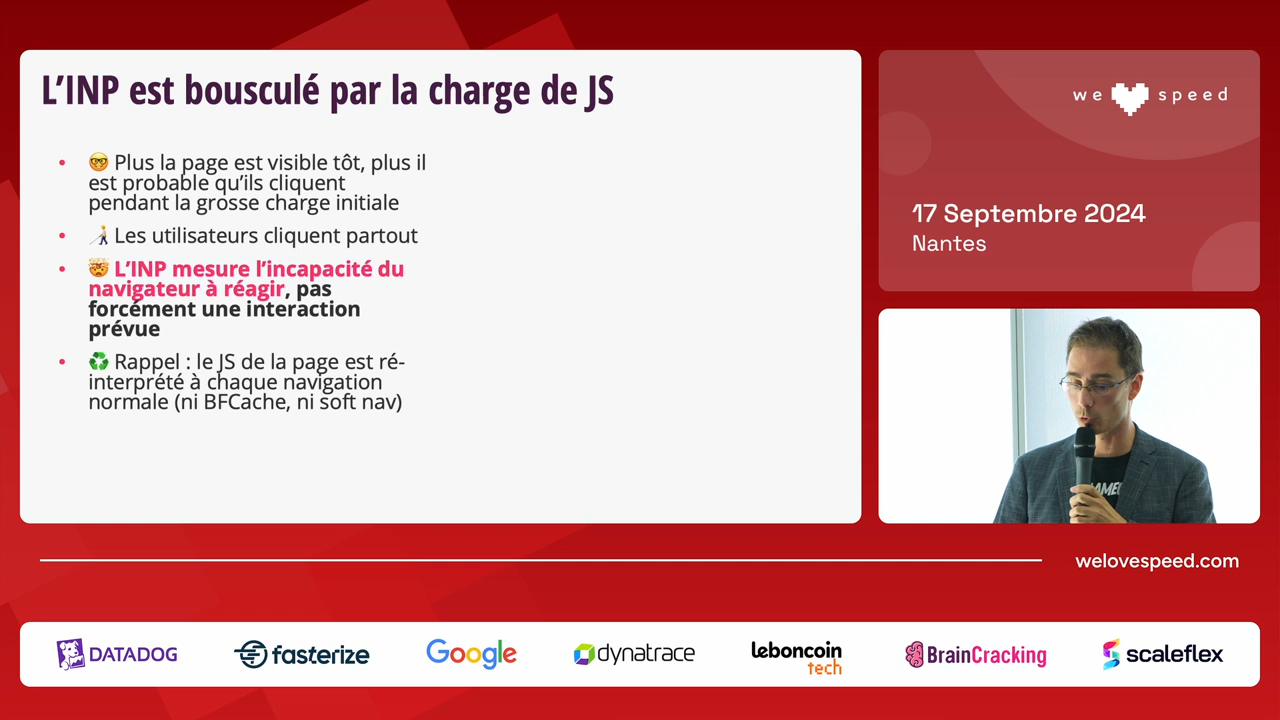 L'INP est bousculé par la charge de JS
• 🤓 Plus la page est visible tôt, plus il
est probable qu'ils cliquent
pendant la grosse charge initiale
• 👨‍🦯 Les utilisateurs cliquent partout
• 🤯 L'INP mesure l'incapacité du
navigateur à réagir, pas
forcément une interaction
prévue
• ♻️ Rappel : le JS de la page est ré-
interprété à chaque navigation
normale (ni BFCache, ni soft nav)
we speed
17 Septembre 2024
Nantes
welovespeed.com
DATADOG
fasterize
Google
dynatrace
leboncoin
tech
BrainCracking
scaleflex